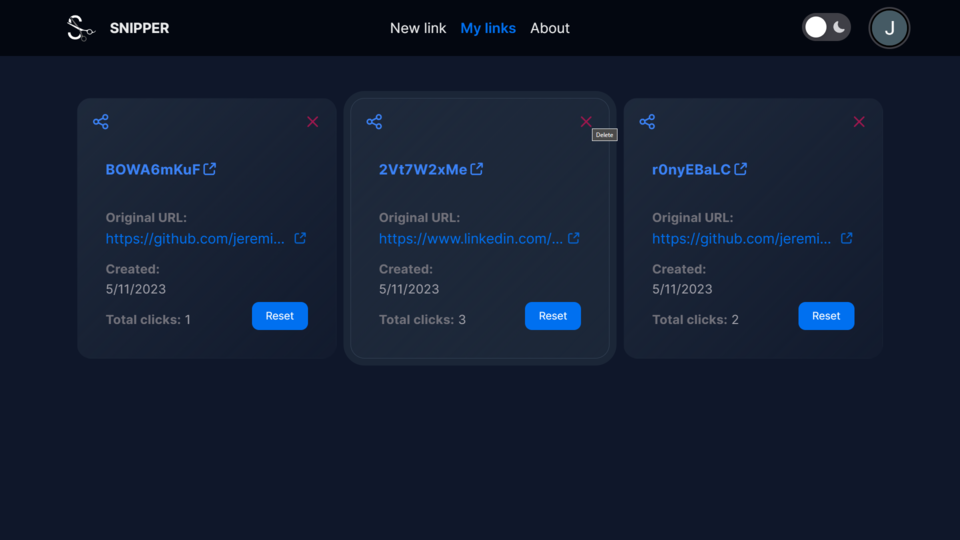 SNIPPER
New link My links About
J
BOWA6mKuF
Original URL:
https://github.com/jeremi...
Created:
5/11/2023
Total clicks: 1
Reset
Delete
2Vt7W2xMe
Original URL:
https://www.linkedin.com/...
Created:
5/11/2023
Total clicks: 3
Reset
r0nyEBaLC
Original URL:
https://github.com/jeremi...
Created:
5/11/2023
Total clicks: 2
Reset